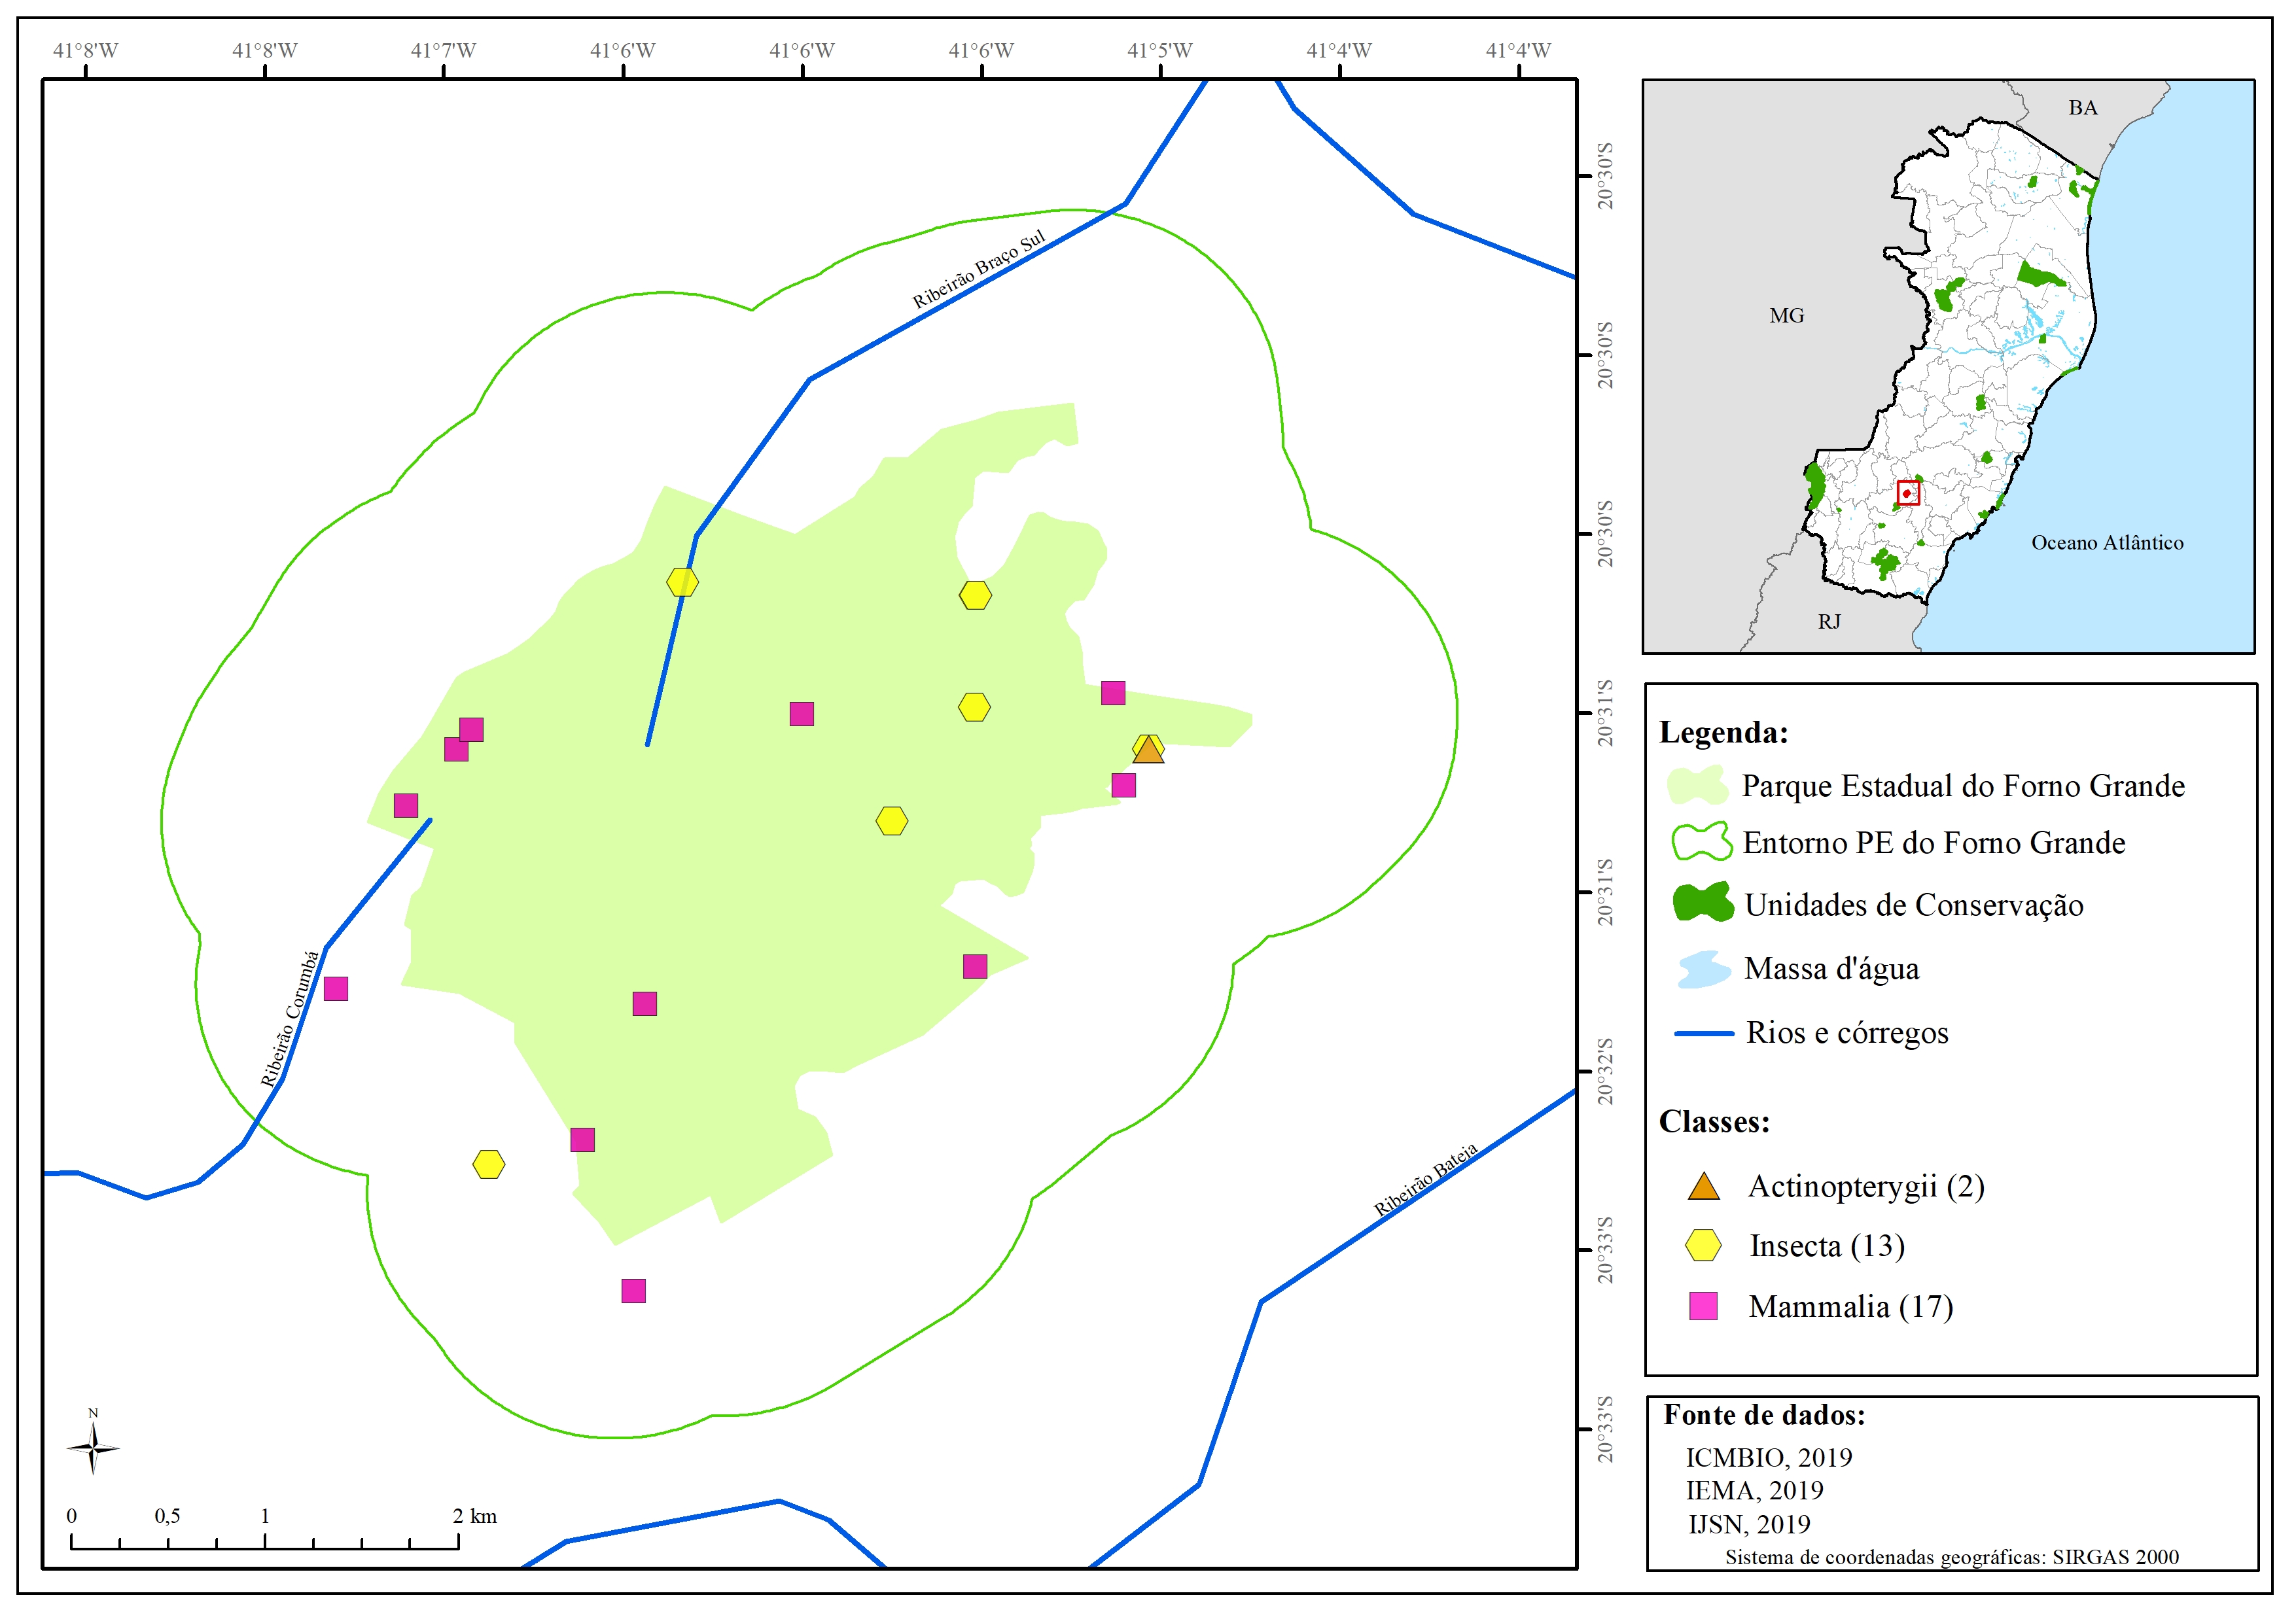 41°8'W
41°8'W
41°7'W
41°6'W
41°6'W
41°6'W
41°5'W
41°4'W
41°4'W
20°30'S
20°30'S
20°30'S
20°31'S
20°31'S
20°32'S
20°33'S
20°33'S
Ribeirão Braço Sul
Ribeirão Corumbá
Ribeirão Bateia
N
0
0,5
1
2 km
BA
MG
Oceano Atlântico
RJ
Legenda:
Parque Estadual do Forno Grande
Entorno PE do Forno Grande
Unidades de Conservação
Massa d'água
Rios e córregos
Classes:
Actinopterygii (2)
Insecta (13)
Mammalia (17)
Fonte de dados:
ICMBIO, 2019
IEMA, 2019
IJSN, 2019
Sistema de coordenadas geográficas: SIRGAS 2000